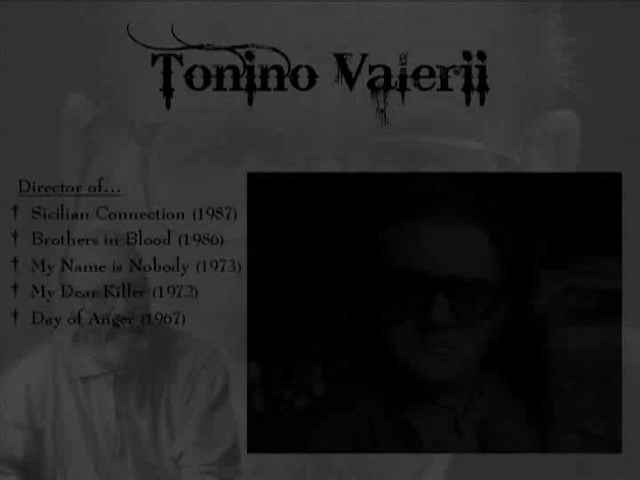 Tonino Valerii
Director of...
† Sicilian Connection (1987)
† Brothers in Blood (1986)
† My Name is Nobody (1973)
† My Dear Killer (1972)
† Day of Anger (1967)